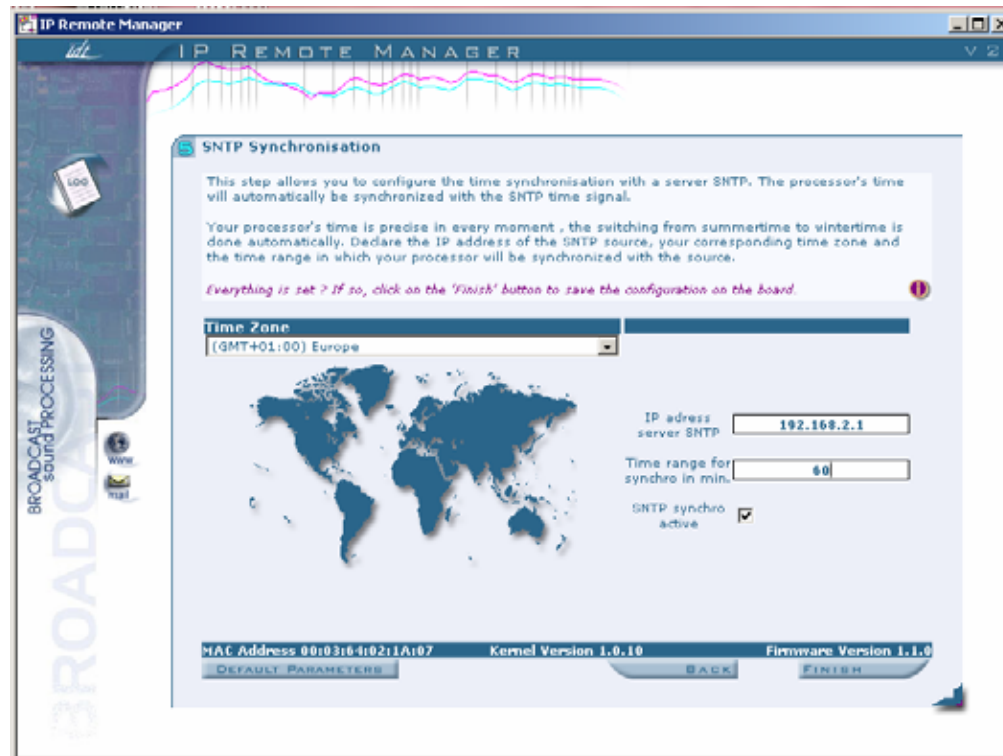 IP Remote Manager
idt
IP REMOTE MANAGER
V 2
LOG
5 SNTP Synchronisation
This step allows you to configure the time synchronisation with a server SNTP. The processor's time
will automatically be synchronized with the SNTP time signal.
Your processor's time is precise in every moment , the switching from summertime to wintertime is
done automatically. Declare the IP address of the SNTP source, your corresponding time zone and
the time range in which your processor will be synchronized with the source.
Everything is set ? If so, click on the 'Finish' button to save the configuration on the board.
Time Zone
(GMT+01:00) Europe
IP adress
server SNTP
192.168.2.1
Time range for
synchro in min.
60
SNTP synchro
active
BROADCAST
sound PROCESSING
www
mail
BROADCA
MAC Address 00:03:64:02:1A:07
Kernel Version 1.0.10
Firmware Version 1.1.0
DEFAULT PARAMETERS
BACK
FINISH